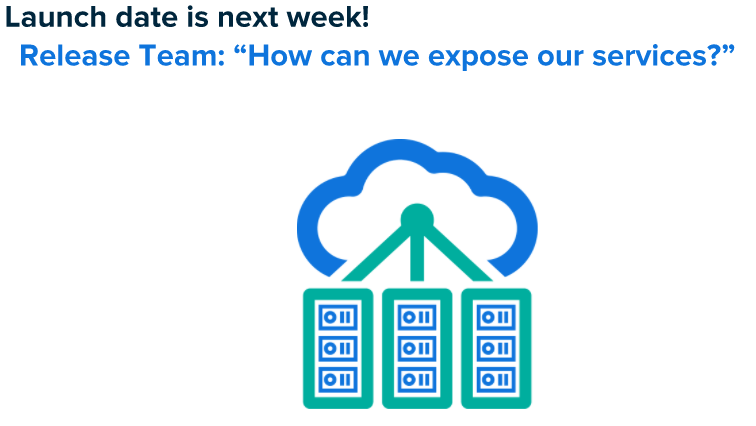 Launch date is next week!
Release Team: “How can we expose our services?”